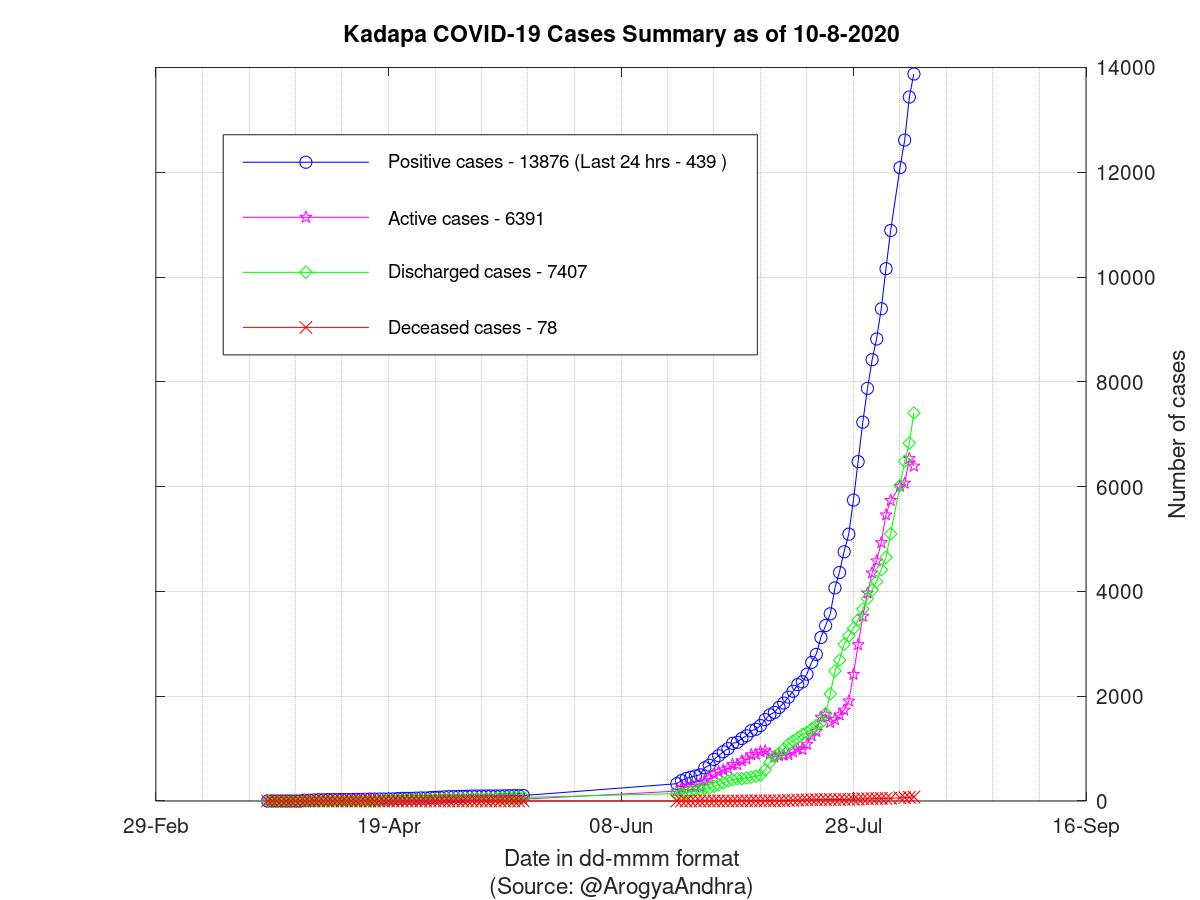 Kadapa COVID-19 Cases Summary as of 10-8-2020
14000
Positive cases - 13876 (Last 24 hrs - 439 )
12000
Active cases - 6391
Discharged cases - 7407
10000
Deceased cases - 78
8000
6000
4000
2000
0
Number of cases
29-Feb 19-Apr 08-Jun 28-Jul 16-Sep
Date in dd-mmm format
(Source: @ArogyaAndhra)